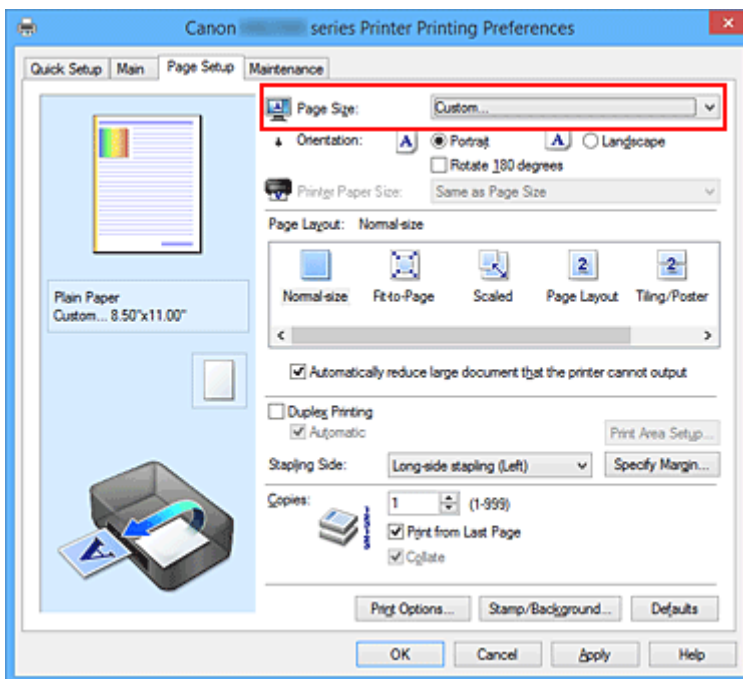 Canon series Printer Printing Preferences
Quick Setup Main Page Setup Maintenance
Page Size: Custom...
Orientation: A Portrait A Landscape
Rotate 180 degrees
Printer Paper Size: Same as Page Size
Page Layout: Normal-size
2 2
Normal-size Fit-to-Page Scaled Page Layout Tiling/Poster
Plain Paper
Custom... 8.50"x11.00"
Automatically reduce large document that the printer cannot output
Duplex Printing
Automatic
Print Area Setup...
Stapling Side: Long-side stapling (Left) Specify Margin...
Copies: 1 (1-999)
Print from Last Page
Collate
A
Print Options... Stamp/Background... Defaults
OK Cancel Apply Help